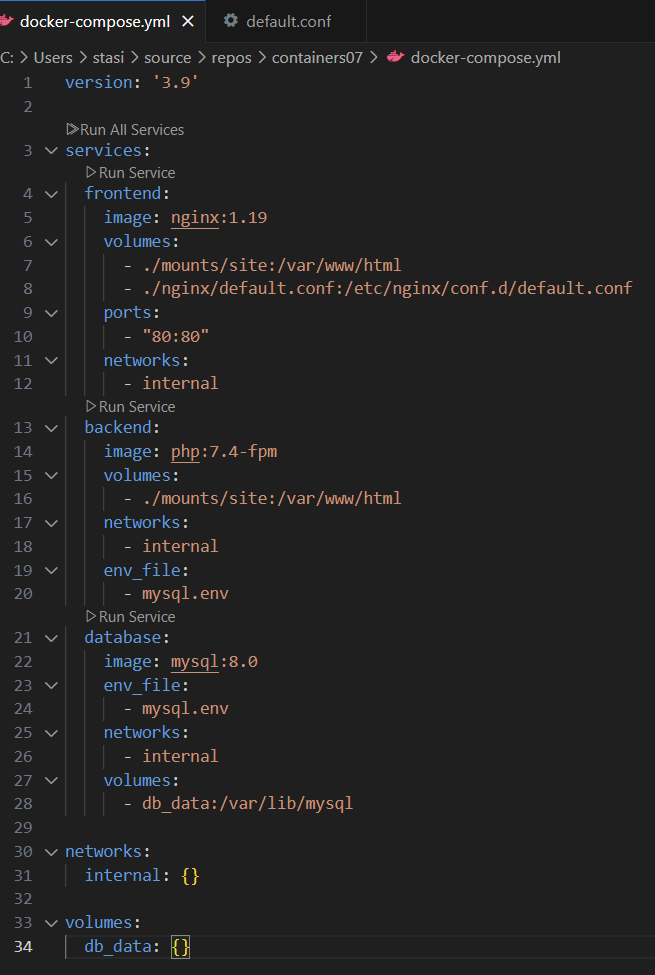 docker-compose.yml × default.conf
C: > Users > stasi > source > repos > containers07 > docker-compose.yml
1 version: '3.9'
2
Run All Services
3 services:
Run Service
4 frontend:
5 image: nginx:1.19
6 volumes:
7 - ./mounts/site:/var/www/html
8 - ./nginx/default.conf:/etc/nginx/conf.d/default.conf
9 ports:
10 - "80:80"
11 networks:
12 - internal
Run Service
13 backend:
14 image: php:7.4-fpm
15 volumes:
16 - ./mounts/site:/var/www/html
17 networks:
18 - internal
19 env_file:
20 - mysql.env
Run Service
21 database:
22 image: mysql:8.0
23 env_file:
24 - mysql.env
25 networks:
26 - internal
27 volumes:
28 - db_data:/var/lib/mysql
29
30 networks:
31 internal: {}
32
33 volumes:
34 db_data: {}